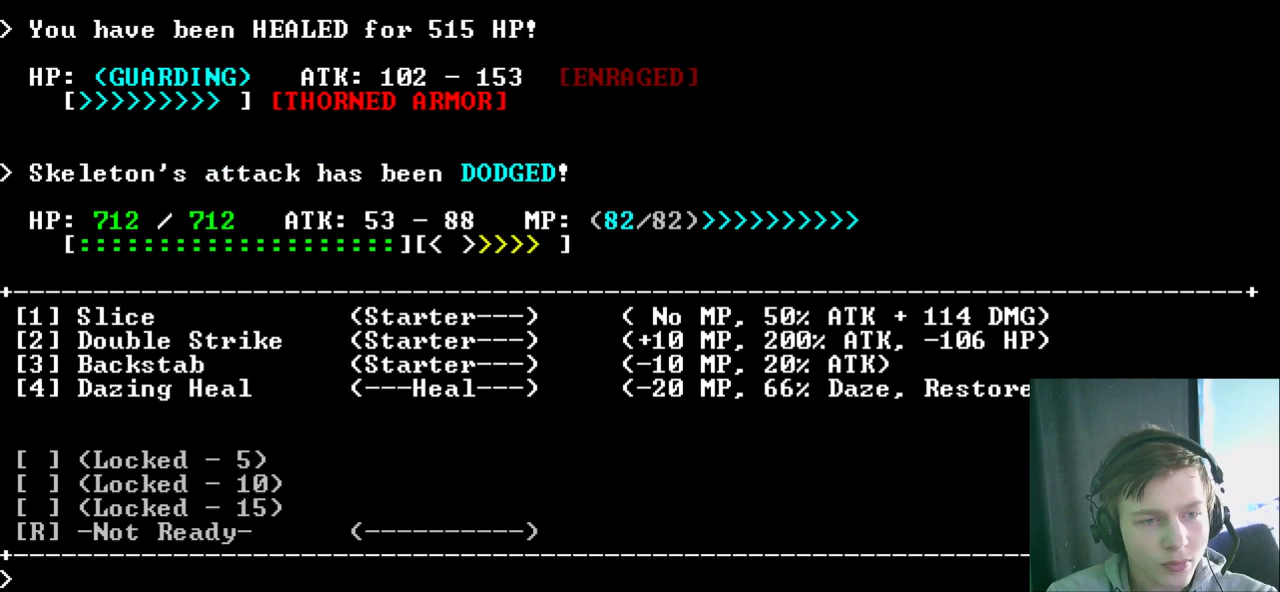 > You have been HEALED for 515 HP!
HP: (GUARDING) ATK: 102 - 153 [ENRAGED]
[>>>>>>>>> ] [THORNED ARMOR]
> Skeleton's attack has been DODGED!
HP: 712 / 712 ATK: 53 - 88 MP: (82/82)>>>>>>>>>>
[::::::::::::::::::::][< >>>>> ]
[1] Slice (Starter---) ( No MP, 50% ATK + 114 DMG)
[2] Double Strike (Starter---) (+10 MP, 200% ATK, -106 HP)
[3] Backstab (Starter---) (-10 MP, 20% ATK)
[4] Dazing Heal (---Heal---) (-20 MP, 66% Daze, Restore
[ ] (Locked - 5)
[ ] (Locked - 10)
[ ] (Locked - 15)
[R] -Not Ready- (----------)
>